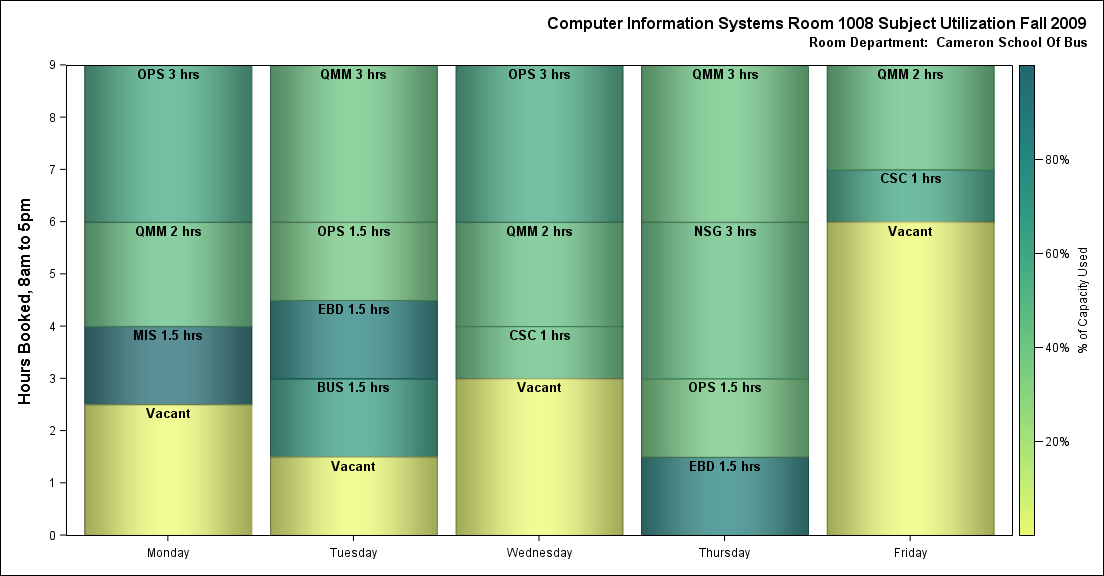 Computer Information Systems Room 1008 Subject Utilization Fall 2009
Room Department:  Cameron School Of Bus
Hours Booked, 8am to 5pm
9
8
7
6
5
4
3
2
1
0
OPS 3 hrs
QMM 2 hrs
MIS 1.5 hrs
Vacant
Monday
QMM 3 hrs
OPS 1.5 hrs
EBD 1.5 hrs
BUS 1.5 hrs
Vacant
Tuesday
OPS 3 hrs
QMM 2 hrs
CSC 1 hrs
Vacant
Wednesday
QMM 3 hrs
NSG 3 hrs
OPS 1.5 hrs
EBD 1.5 hrs
Thursday
QMM 2 hrs
CSC 1 hrs
Vacant
Friday
80%
60%
40%
20%
% of Capacity Used